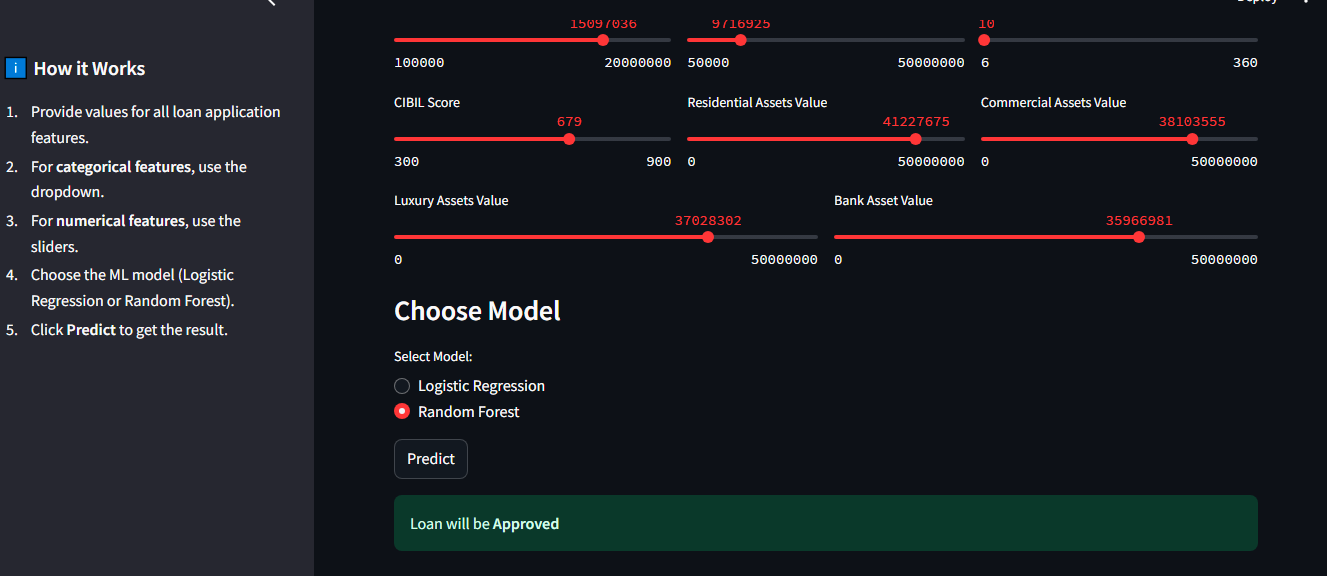 How it Works
1. Provide values for all loan application
features.
2. For categorical features, use the
dropdown.
3. For numerical features, use the
sliders.
4. Choose the ML model (Logistic
Regression or Random Forest).
5. Click Predict to get the result.
15097036 9716925 10
100000 20000000 50000 50000000 6 360
CIBIL Score Residential Assets Value Commercial Assets Value
679 41227675 38103555
300 900 0 50000000 0 50000000
Luxury Assets Value Bank Asset Value
37028302 35966981
0 50000000 0 50000000
Choose Model
Select Model:
Logistic Regression
Random Forest
Predict
Loan will be Approved